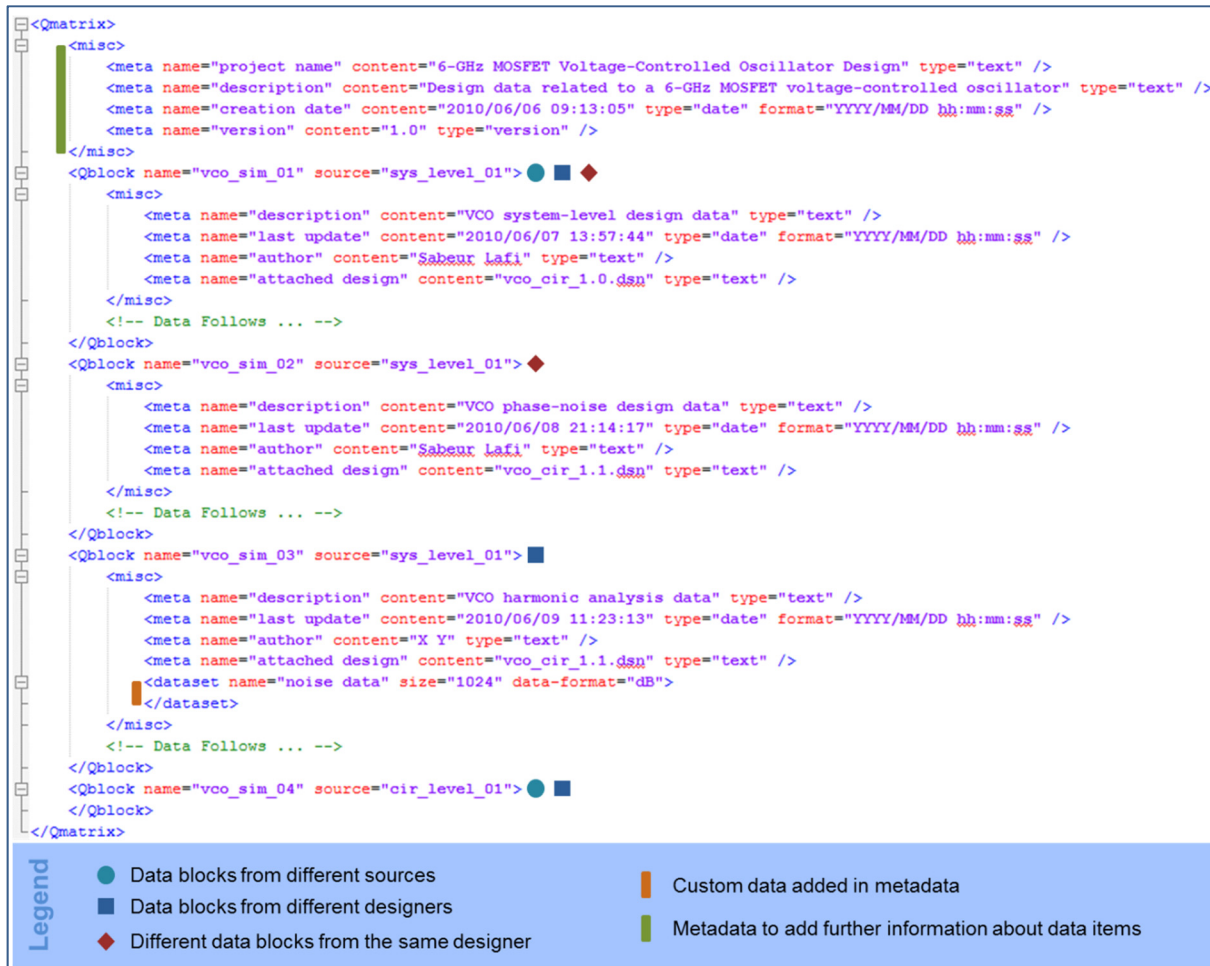 <Qmatrix>
<misc>
<meta name="project name" content="6-GHz MOSFET Voltage-Controlled Oscillator Design" type="text" />
<meta name="description" content="Design data related to a 6-GHz MOSFET voltage-controlled oscillator" type="text" />
<meta name="creation date" content="2010/06/06 09:13:05" type="date" format="YYYY/MM/DD hh:mm:ss" />
<meta name="version" content="1.0" type="version" />
</misc>
<Qblock name="vco_sim_01" source="sys_level_01">
<misc>
<meta name="description" content="VCO system-level design data" type="text" />
<meta name="last update" content="2010/06/07 13:57:44" type="date" format="YYYY/MM/DD hh:mm:ss" />
<meta name="author" content="Sabeur Lafi" type="text" />
<meta name="attached design" content="vco_cir_1.0.dsn" type="text" />
</misc>
<!-- Data Follows ... -->
</Qblock>
<Qblock name="vco_sim_02" source="sys_level_01">
<misc>
<meta name="description" content="VCO phase-noise design data" type="text" />
<meta name="last update" content="2010/06/08 21:14:17" type="date" format="YYYY/MM/DD hh:mm:ss" />
<meta name="author" content="Sabeur Lafi" type="text" />
<meta name="attached design" content="vco_cir_1.1.dsn" type="text" />
</misc>
<!-- Data Follows ... -->
</Qblock>
<Qblock name="vco_sim_03" source="sys_level_01">
<misc>
<meta name="description" content="VCO harmonic analysis data" type="text" />
<meta name="last update" content="2010/06/09 11:23:13" type="date" format="YYYY/MM/DD hh:mm:ss" />
<meta name="author" content="X Y" type="text" />
<meta name="attached design" content="vco_cir_1.1.dsn" type="text" />
<dataset name="noise data" size="1024" data-format="dB">
</dataset>
</misc>
<!-- Data Follows ... -->
</Qblock>
<Qblock name="vco_sim_04" source="cir_level_01">
</Qblock>
</Qmatrix>
Legend
Data blocks from different sources
Data blocks from different designers
Different data blocks from the same designer
Custom data added in metadata
Metadata to add further information about data items